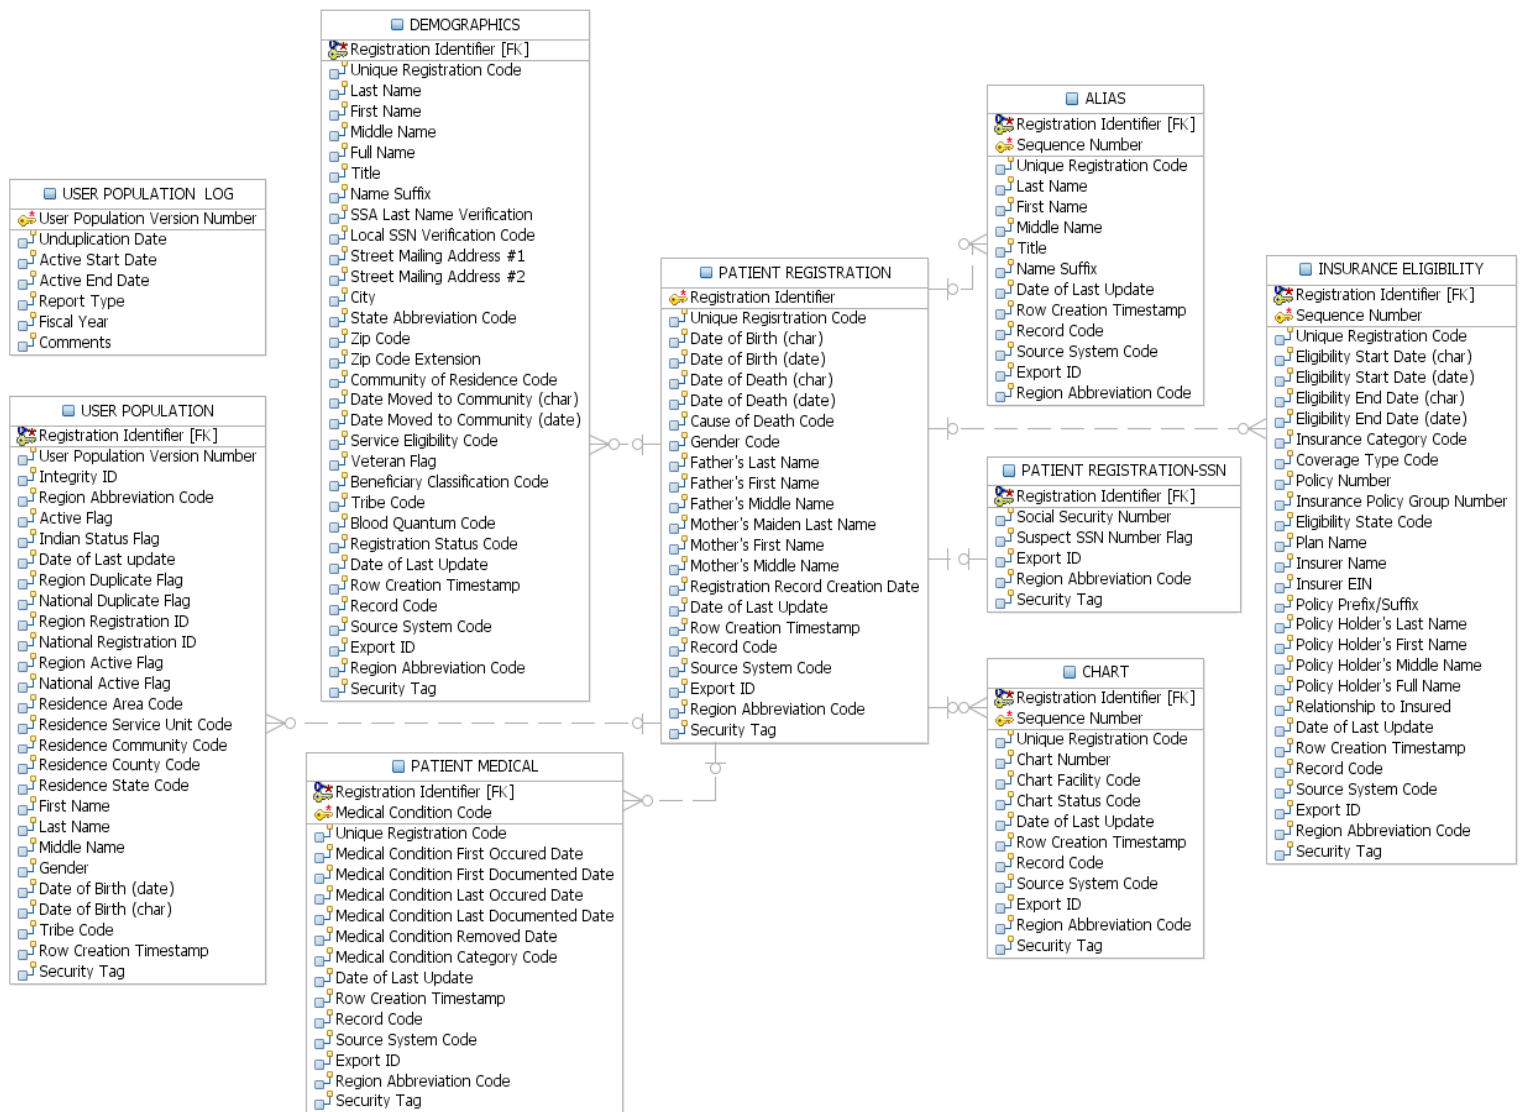 DEMOGRAPHICS
Registration Identifier [FK]
Unique Registration Code
Last Name
First Name
Middle Name
Full Name
Title
Name Suffix
SSA Last Name Verification
Local SSN Verification Code
Street Mailing Address #1
Street Mailing Address #2
City
State Abbreviation Code
Zip Code
Zip Code Extension
Community of Residence Code
Date Moved to Community (char)
Date Moved to Community (date)
Service Eligibility Code
Veteran Flag
Beneficiary Classification Code
Tribe Code
Blood Quantum Code
Registration Status Code
Date of Last Update
Row Creation Timestamp
Record Code
Source System Code
Export ID
Region Abbreviation Code
Security Tag
USER POPULATION LOG
User Population Version Number
Unduplication Date
Active Start Date
Active End Date
Report Type
Fiscal Year
Comments
USER POPULATION
Registration Identifier [FK]
User Population Version Number
Integrity ID
Region Abbreviation Code
Active Flag
Indian Status Flag
Date of Last update
Region Duplicate Flag
National Duplicate Flag
Region Registration ID
National Registration ID
Region Active Flag
National Active Flag
Residence Area Code
Residence Service Unit Code
Residence Community Code
Residence County Code
Residence State Code
First Name
Last Name
Middle Name
Gender
Date of Birth (date)
Date of Birth (char)
Tribe Code
Row Creation Timestamp
Security Tag
PATIENT MEDICAL
Registration Identifier [FK]
Medical Condition Code
Unique Registration Code
Medical Condition First Occured Date
Medical Condition First Documented Date
Medical Condition Last Occured Date
Medical Condition Last Documented Date
Medical Condition Removed Date
Medical Condition Category Code
Date of Last Update
Row Creation Timestamp
Record Code
Source System Code
Export ID
Region Abbreviation Code
Security Tag
PATIENT REGISTRATION
Registration Identifier
Unique Regisrtration Code
Date of Birth (char)
Date of Birth (date)
Date of Death (char)
Date of Death (date)
Cause of Death Code
Gender Code
Father's Last Name
Father's First Name
Father's Middle Name
Mother's Maiden Last Name
Mother's First Name
Mother's Middle Name
Registration Record Creation Date
Date of Last Update
Row Creation Timestamp
Record Code
Source System Code
Export ID
Region Abbreviation Code
Security Tag
ALIAS
Registration Identifier [FK]
Sequence Number
Unique Registration Code
Last Name
First Name
Middle Name
Title
Name Suffix
Date of Last Update
Row Creation Timestamp
Record Code
Source System Code
Export ID
Region Abbreviation Code
PATIENT REGISTRATION-SSN
Registration Identifier [FK]
Social Security Number
Suspect SSN Number Flag
Export ID
Region Abbreviation Code
Security Tag
CHART
Registration Identifier [FK]
Sequence Number
Unique Registration Code
Chart Number
Chart Facility Code
Chart Status Code
Date of Last Update
Row Creation Timestamp
Record Code
Source System Code
Export ID
Region Abbreviation Code
Security Tag
INSURANCE ELIGIBILITY
Registration Identifier [FK]
Sequence Number
Unique Registration Code
Eligibility Start Date (char)
Eligibility Start Date (date)
Eligibility End Date (char)
Eligibility End Date (date)
Insurance Category Code
Coverage Type Code
Policy Number
Insurance Policy Group Number
Eligibility State Code
Plan Name
Insurer Name
Insurer EIN
Policy Prefix/Suffix
Policy Holder's Last Name
Policy Holder's First Name
Policy Holder's Middle Name
Policy Holder's Full Name
Relationship to Insured
Date of Last Update
Row Creation Timestamp
Record Code
Source System Code
Export ID
Region Abbreviation Code
Security Tag